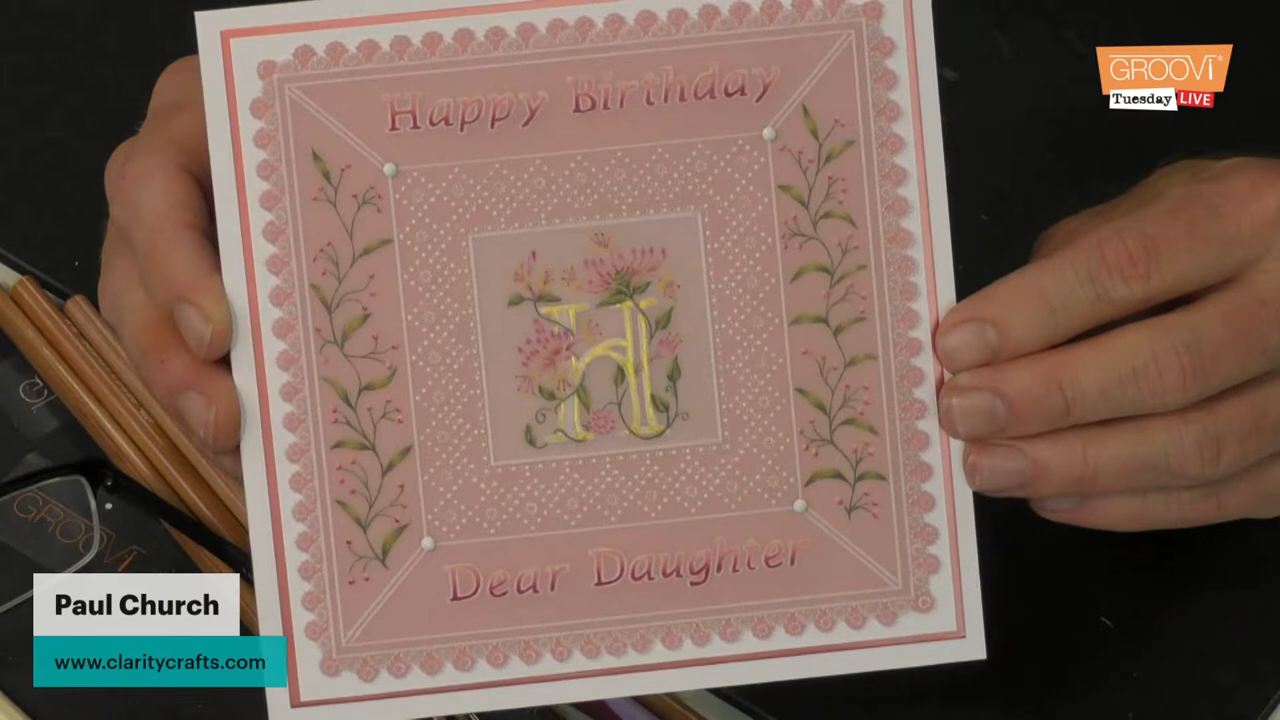 GROOVI
Tuesday LIVE
Happy Birthday
H
Dear Daughter
GROOVI
Paul Church
www.claritycrafts.com